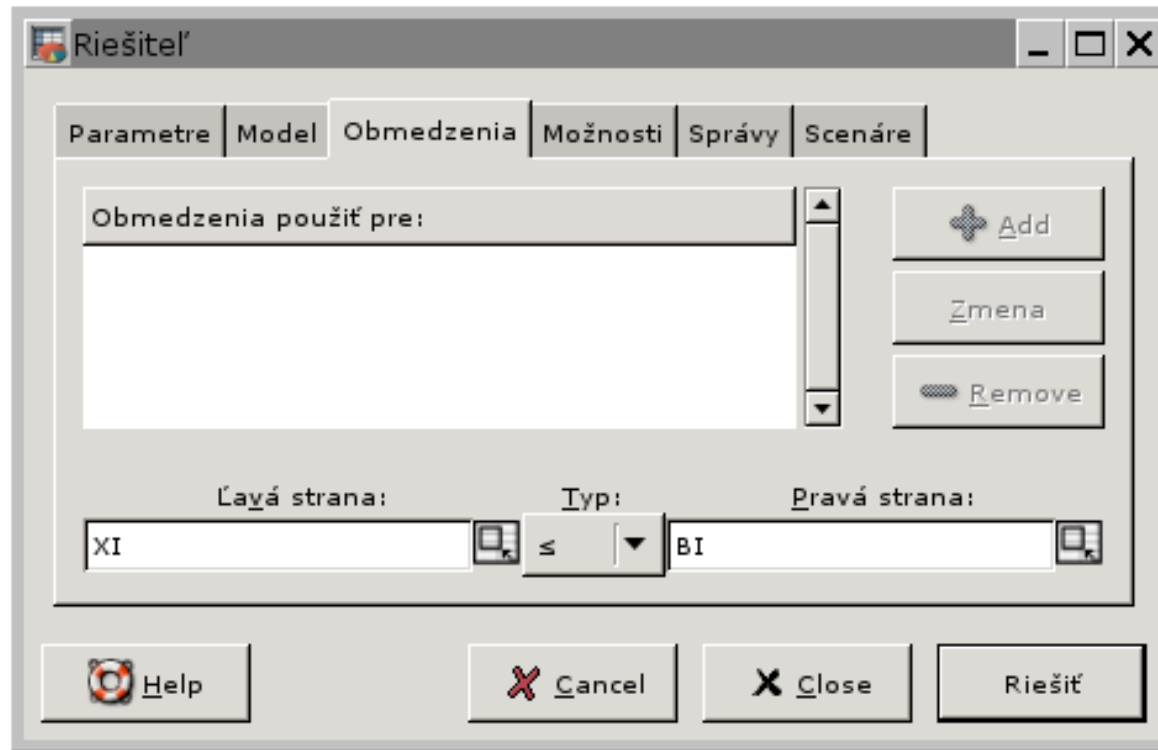 Riešiteľ
Parametre Model Obmedzenia Možnosti Správy Scenáre
Obmedzenia použiť pre:
Add
Zmena
Remove
Ľavá strana: Typ: Pravá strana:
XI ≤ BI
Help Cancel Close Riešiť